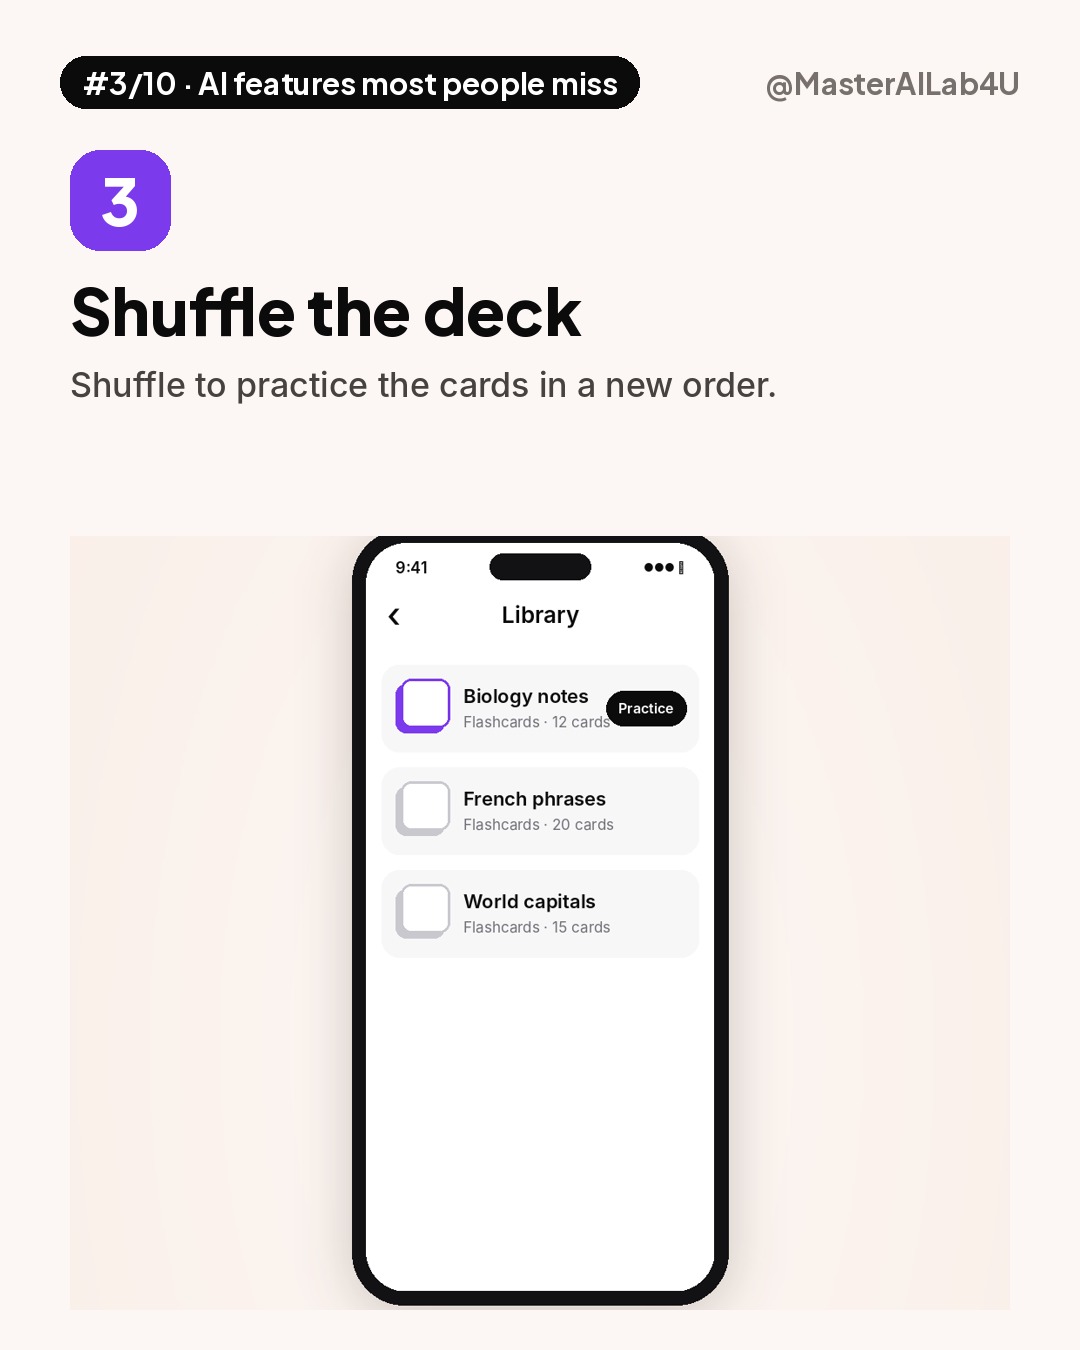 #3/10 · AI features most people miss
@MasterAILab4U
3
Shuffle the deck
Shuffle to practice the cards in a new order.
9:41
Library
Biology notes
Flashcards · 12 cards
Practice
French phrases
Flashcards · 20 cards
World capitals
Flashcards · 15 cards